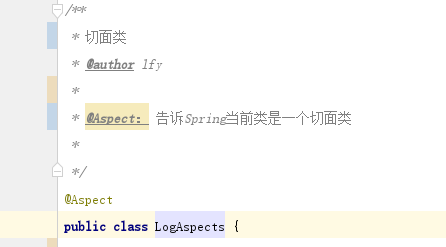 /**
* 切面类
* @author lfy
*
* @Aspect: 告诉Spring当前类是一个切面类
*
*/
@Aspect
public class LogAspects {